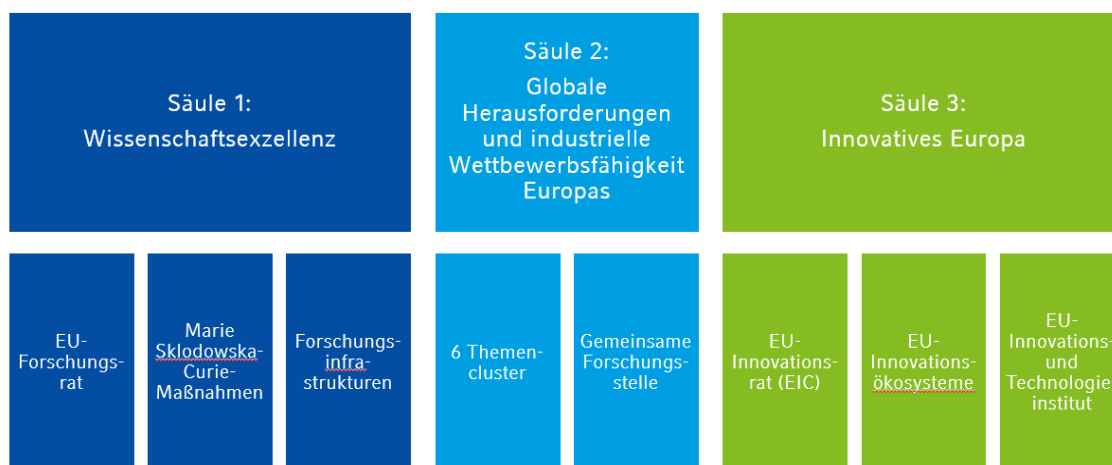 Säule 1:
Wissenschaftsexzellenz
Säule 2:
Globale
Herausforderungen
und industrielle
Wettbewerbsfähigkeit
Europas
Säule 3:
Innovatives Europa
EU-
Forschungs-
rat
Marie
Sklodowska-
Curie-
Maßnahmen
Forschungs-
infra-
strukturen
6 Themen-
cluster
Gemeinsame
Forschungs-
stelle
EU-
Innovations-
rat (EIC)
EU-
Innovations-
ökosysteme
EU-
Innovations-
und
Technologie
institut